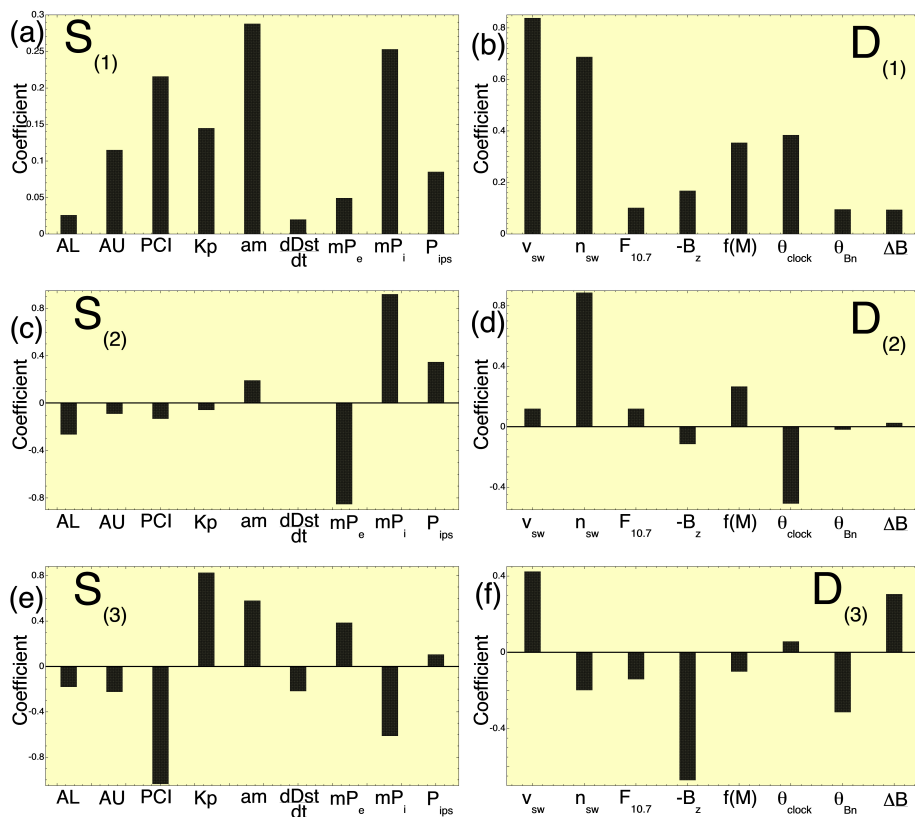 (a)
S(1)
Coefficient
0.3
0.25
0.2
0.15
0.1
0.05
0
AL AU PCI Kp am dDst/dt mPe mPi Pips
(b)
D(1)
Coefficient
0.8
0.6
0.4
0.2
0
vsw nsw F10.7 -Bz f(M) θclock θBn ΔB
(c)
S(2)
Coefficient
0.8
0.4
0
-0.4
-0.8
AL AU PCI Kp am dDst/dt mPe mPi Pips
(d)
D(2)
Coefficient
0.8
0.4
0
-0.4
vsw nsw F10.7 -Bz f(M) θclock θBn ΔB
(e)
S(3)
Coefficient
0.8
0.4
0
-0.4
-0.8
AL AU PCI Kp am dDst/dt mPe mPi Pips
(f)
D(3)
Coefficient
0.4
0
-0.4
vsw nsw F10.7 -Bz f(M) θclock θBn ΔB